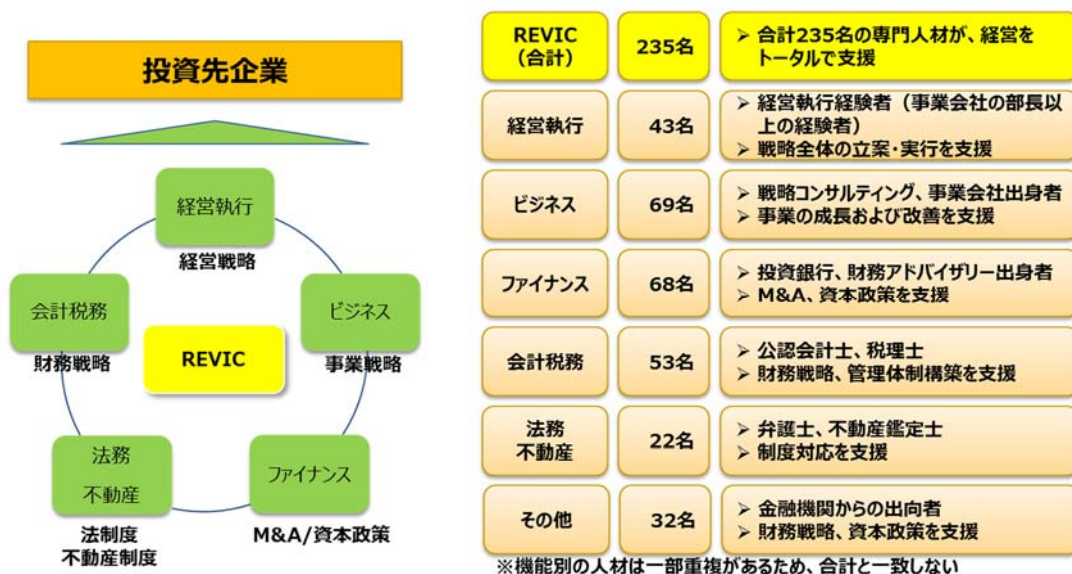 投資先企業
経営執行
経営戦略
会計税務
財務戦略
ビジネス
事業戦略
REVIC
法務
不動産
法制度
不動産制度
ファイナンス
M&A/資本政策
REVIC
(合計)
235名
➢ 合計235名の専門人材が、経営を
トータルで支援
経営執行
43名
➢ 経営執行経験者（事業会社の部長以
上の経験者）
➢ 戦略全体の立案・実行を支援
ビジネス
69名
➢ 戦略コンサルティング、事業会社出身者
➢ 事業の成長および改善を支援
ファイナンス
68名
➢ 投資銀行、財務アドバイザリー出身者
➢ M&A、資本政策を支援
会計税務
53名
➢ 公認会計士、税理士
➢ 財務戦略、管理体制構築を支援
法務
不動産
22名
➢ 弁護士、不動産鑑定士
➢ 制度対応を支援
その他
32名
➢ 金融機関からの出向者
➢ 財務戦略、資本政策を支援
※機能別の人材は一部重複があるため、合計と一致しない